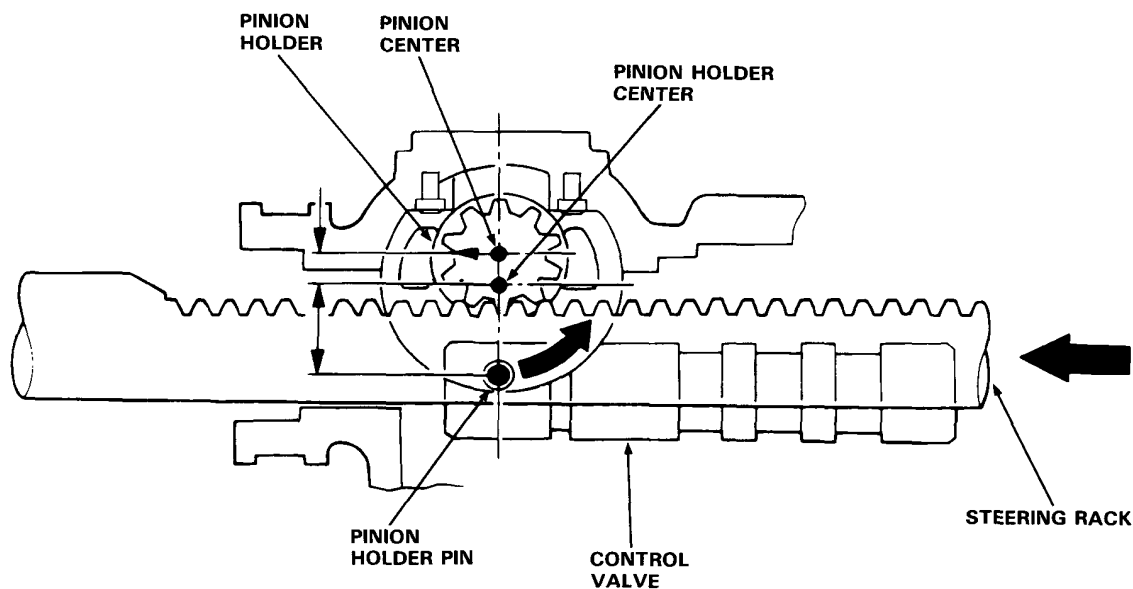 PINION
HOLDER
PINION
CENTER
PINION HOLDER
CENTER
STEERING RACK
PINION
HOLDER PIN
CONTROL
VALVE